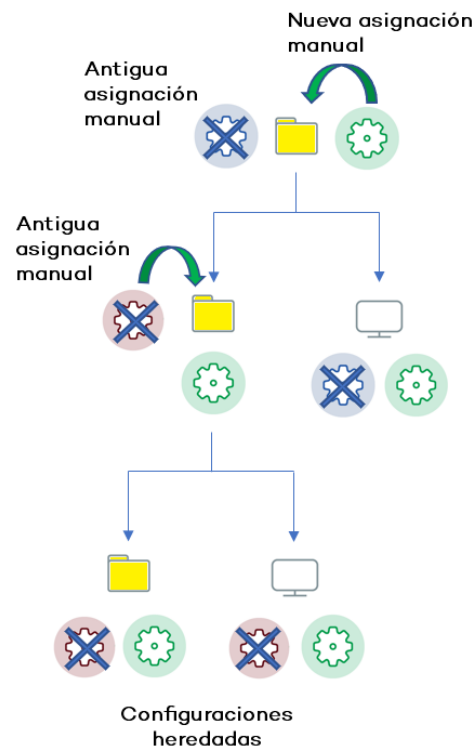 Nueva asignación
manual
Antigua
asignación
manual
Antigua
asignación
manual
Configuraciones
heredadas